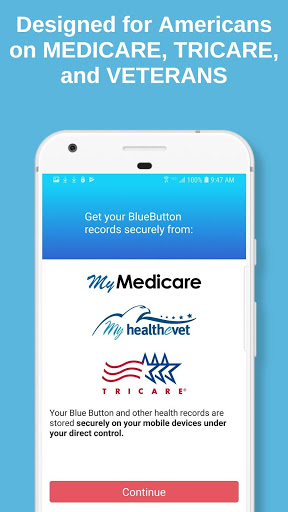 Designed for Americans
on MEDICARE, TRICARE,
and VETERANS
100% 9:47 AM
Get your BlueButton
records securely from:
My Medicare
My healthevet
TRICARE®
Your Blue Button and other health records are
stored securely on your mobile devices under
your direct control.
Continue